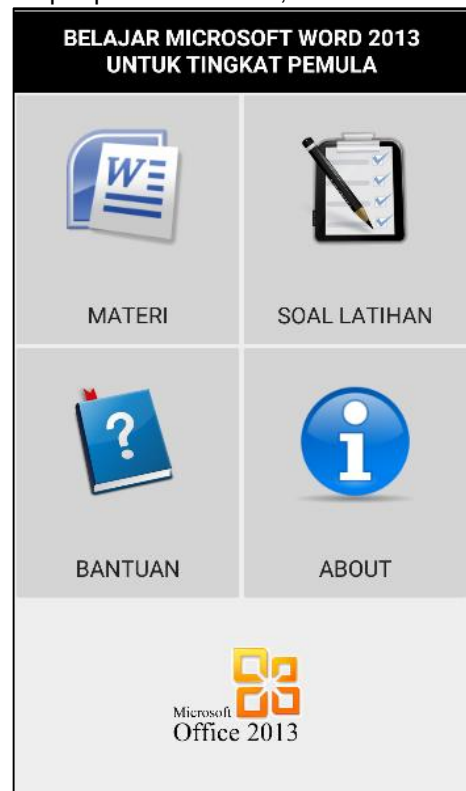 BELAJAR MICROSOFT WORD 2013
UNTUK TINGKAT PEMULA
W
MATERI
SOAL LATIHAN
?
i
BANTUAN
ABOUT
Microsoft
Office 2013